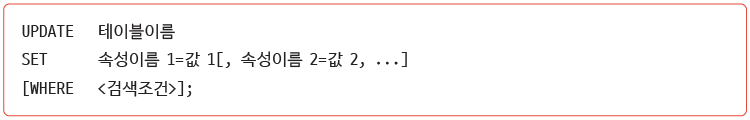 UPDATE 테이블이름
SET 속성이름 1=값 1[, 속성이름 2=값 2, ...]
[WHERE <검색조건>];